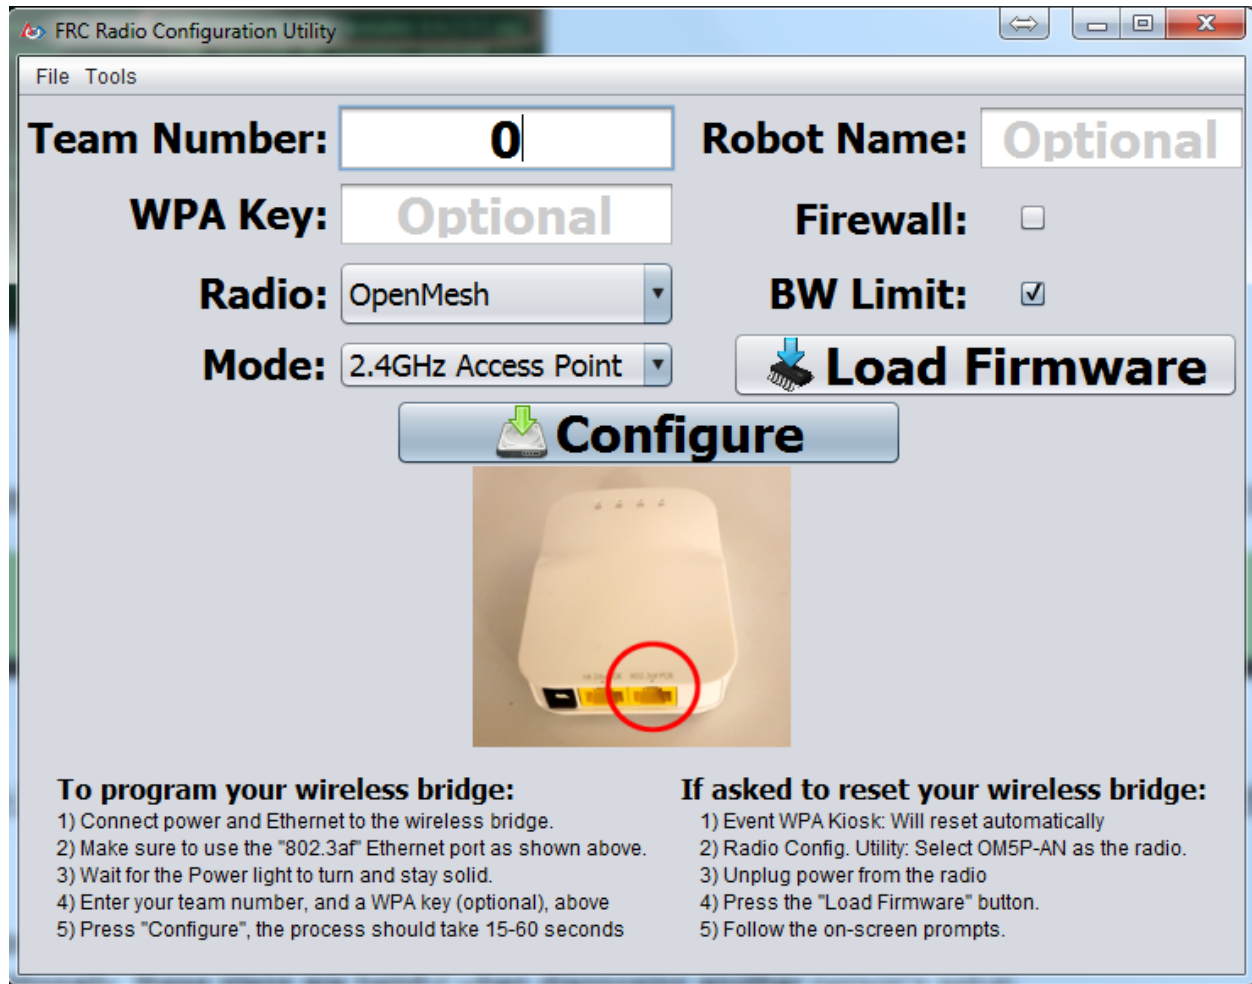 FRC Radio Configuration Utility
File Tools
Team Number: 0 Robot Name: Optional
WPA Key: Optional Firewall:
Radio: OpenMesh BW Limit:
Mode: 2.4GHz Access Point Load Firmware
Configure
802.3af POE
To program your wireless bridge:
1) Connect power and Ethernet to the wireless bridge.
2) Make sure to use the "802.3af" Ethernet port as shown above.
3) Wait for the Power light to turn and stay solid.
4) Enter your team number, and a WPA key (optional), above
5) Press "Configure", the process should take 15-60 seconds
If asked to reset your wireless bridge:
1) Event WPA Kiosk: Will reset automatically
2) Radio Config. Utility: Select OM5P-AN as the radio.
3) Unplug power from the radio
4) Press the "Load Firmware" button.
5) Follow the on-screen prompts.